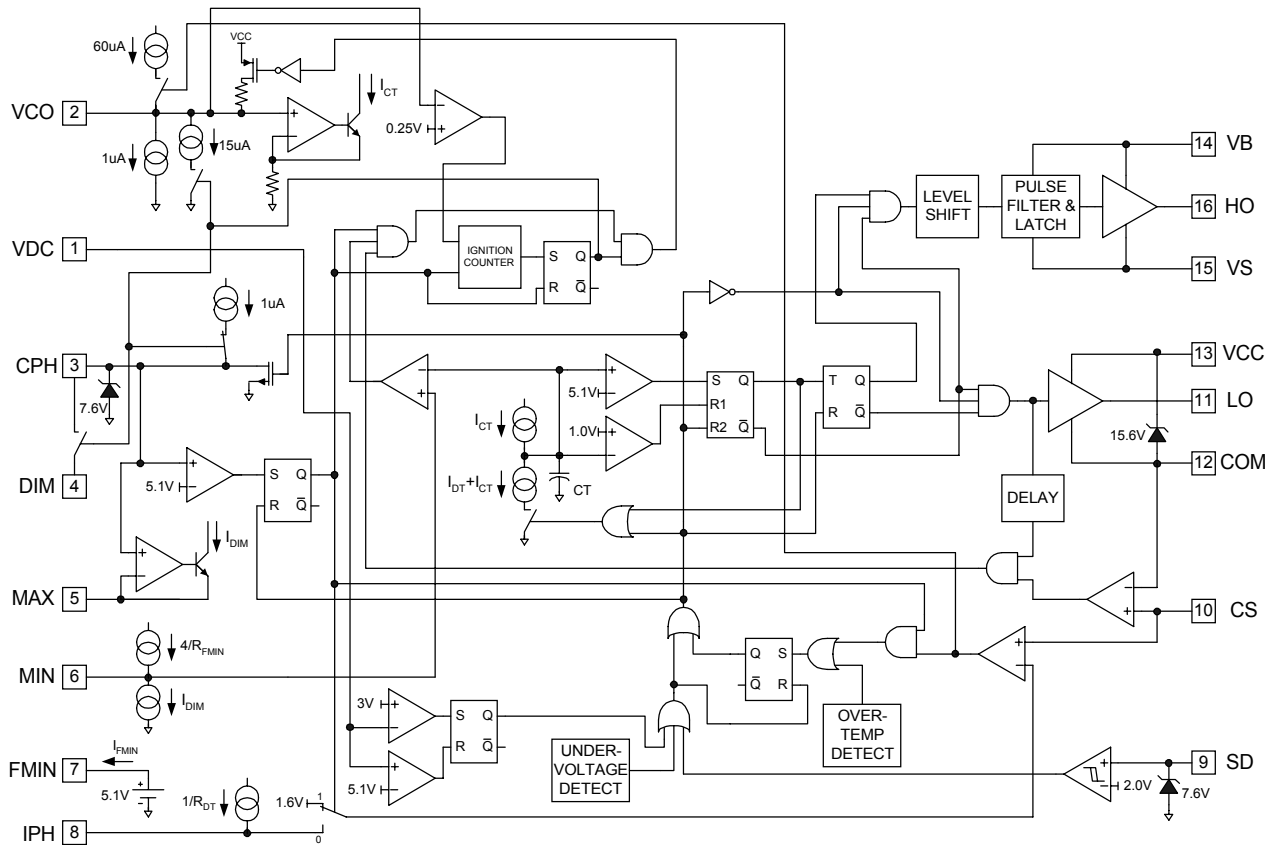 60uA
VCC
I_CT
VCO 2
0.25V
1uA
15uA
14 VB
LEVEL SHIFT
PULSE FILTER & LATCH
16 HO
VDC 1
IGNITION COUNTER
S Q
R Q̅
15 VS
1uA
CPH 3
7.6V
13 VCC
5.1V
S Q
R1
R2 Q̅
T Q
R Q̅
11 LO
I_CT
1.0V
15.6V
DIM 4
5.1V
S Q
R Q̅
I_DT+I_CT
CT
12 COM
DELAY
I_DIM
MAX 5
10 CS
4/R_FMIN
MIN 6
I_DIM
Q S
Q̅ R
3V
S Q
R Q̅
OVER-TEMP DETECT
UNDER-VOLTAGE DETECT
I_FMIN
FMIN 7
5.1V
5.1V
9 SD
2.0V
7.6V
1/R_DT
1.6V
1
0
IPH 8